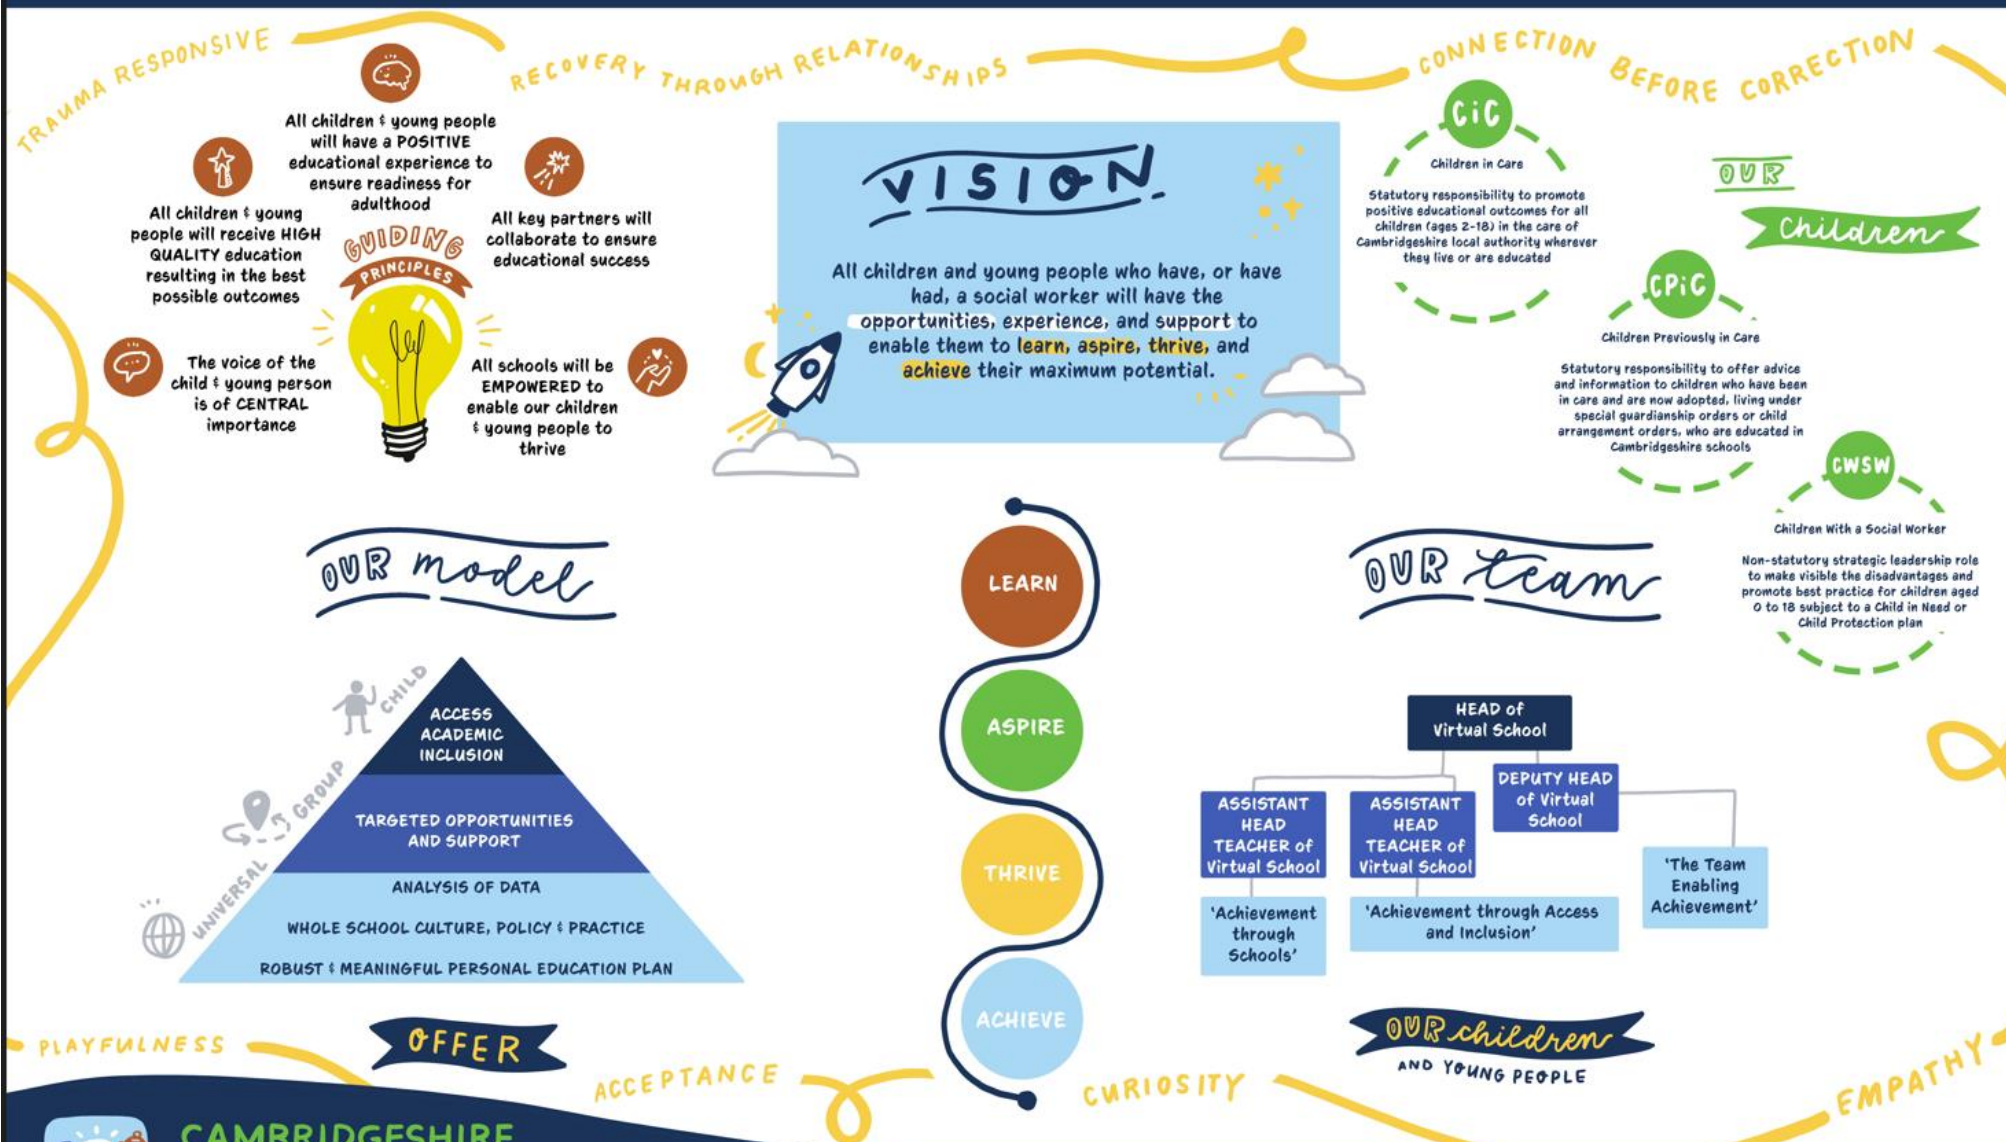 TRAUMA RESPONSIVE
RECOVERY THROUGH RELATIONSHIPS
CONNECTION BEFORE CORRECTION
All children & young people
will have a POSITIVE
educational experience to
ensure readiness for
adulthood
All children & young
people will receive HIGH
QUALITY education
resulting in the best
possible outcomes
All key partners will
collaborate to ensure
educational success
GUIDING
PRINCIPLES
The voice of the
child & young person
is of CENTRAL
importance
All schools will be
EMPOWERED to
enable our children
& young people to
thrive
VISION
All children and young people who have, or have
had, a social worker will have the
opportunities, experience, and support to
enable them to learn, aspire, thrive, and
achieve their maximum potential.
OUR
Children
CiC
Children in Care
Statutory responsibility to promote
positive educational outcomes for all
children (ages 2-18) in the care of
Cambridgeshire local authority wherever
they live or are educated
CPiC
Children Previously in Care
Statutory responsibility to offer advice
and information to children who have been
in care and are now adopted, living under
special guardianship orders or child
arrangement orders, who are educated in
Cambridgeshire schools
CWSW
Children With a Social Worker
Non-statutory strategic leadership role
to make visible the disadvantages and
promote best practice for children aged
0 to 18 subject to a Child in Need or
Child Protection plan
OUR model
CHILD
ACCESS
ACADEMIC
INCLUSION
GROUP
TARGETED OPPORTUNITIES
AND SUPPORT
UNIVERSAL
ANALYSIS OF DATA
WHOLE SCHOOL CULTURE, POLICY & PRACTICE
ROBUST & MEANINGFUL PERSONAL EDUCATION PLAN
OFFER
LEARN
ASPIRE
THRIVE
ACHIEVE
OUR team
HEAD of
Virtual School
DEPUTY HEAD
of Virtual
School
ASSISTANT
HEAD
TEACHER of
Virtual School
ASSISTANT
HEAD
TEACHER of
Virtual School
'The Team
Enabling
Achievement'
'Achievement
through
Schools'
'Achievement through Access
and Inclusion'
OUR children
AND YOUNG PEOPLE
PLAYFULNESS
ACCEPTANCE
CURIOSITY
EMPATHY
CAMBRIDGESHIRE